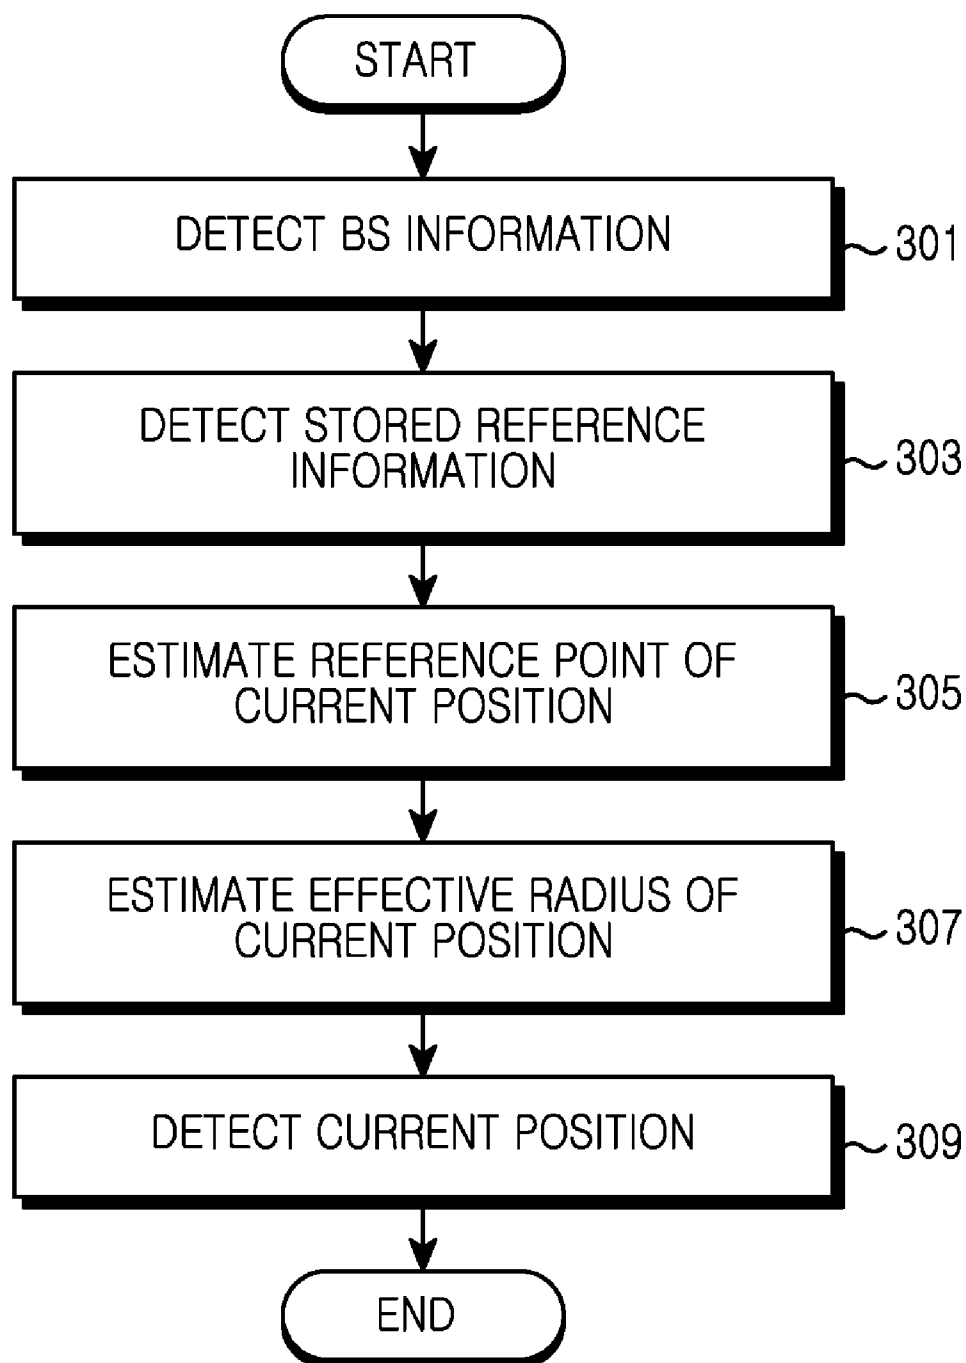 START
DETECT BS INFORMATION
301
DETECT STORED REFERENCE
INFORMATION
303
ESTIMATE REFERENCE POINT OF
CURRENT POSITION
305
ESTIMATE EFFECTIVE RADIUS OF
CURRENT POSITION
307
DETECT CURRENT POSITION
309
END